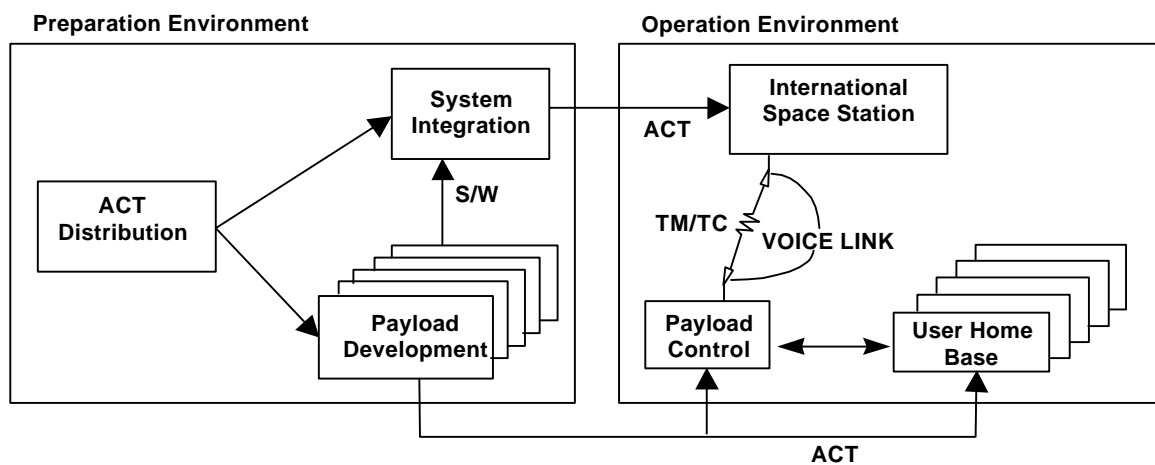 Preparation Environment
Operation Environment
System
Integration
ACT
International
Space Station
ACT
Distribution
S/W
TM/TC
VOICE LINK
Payload
Development
Payload
Control
User Home
Base
ACT